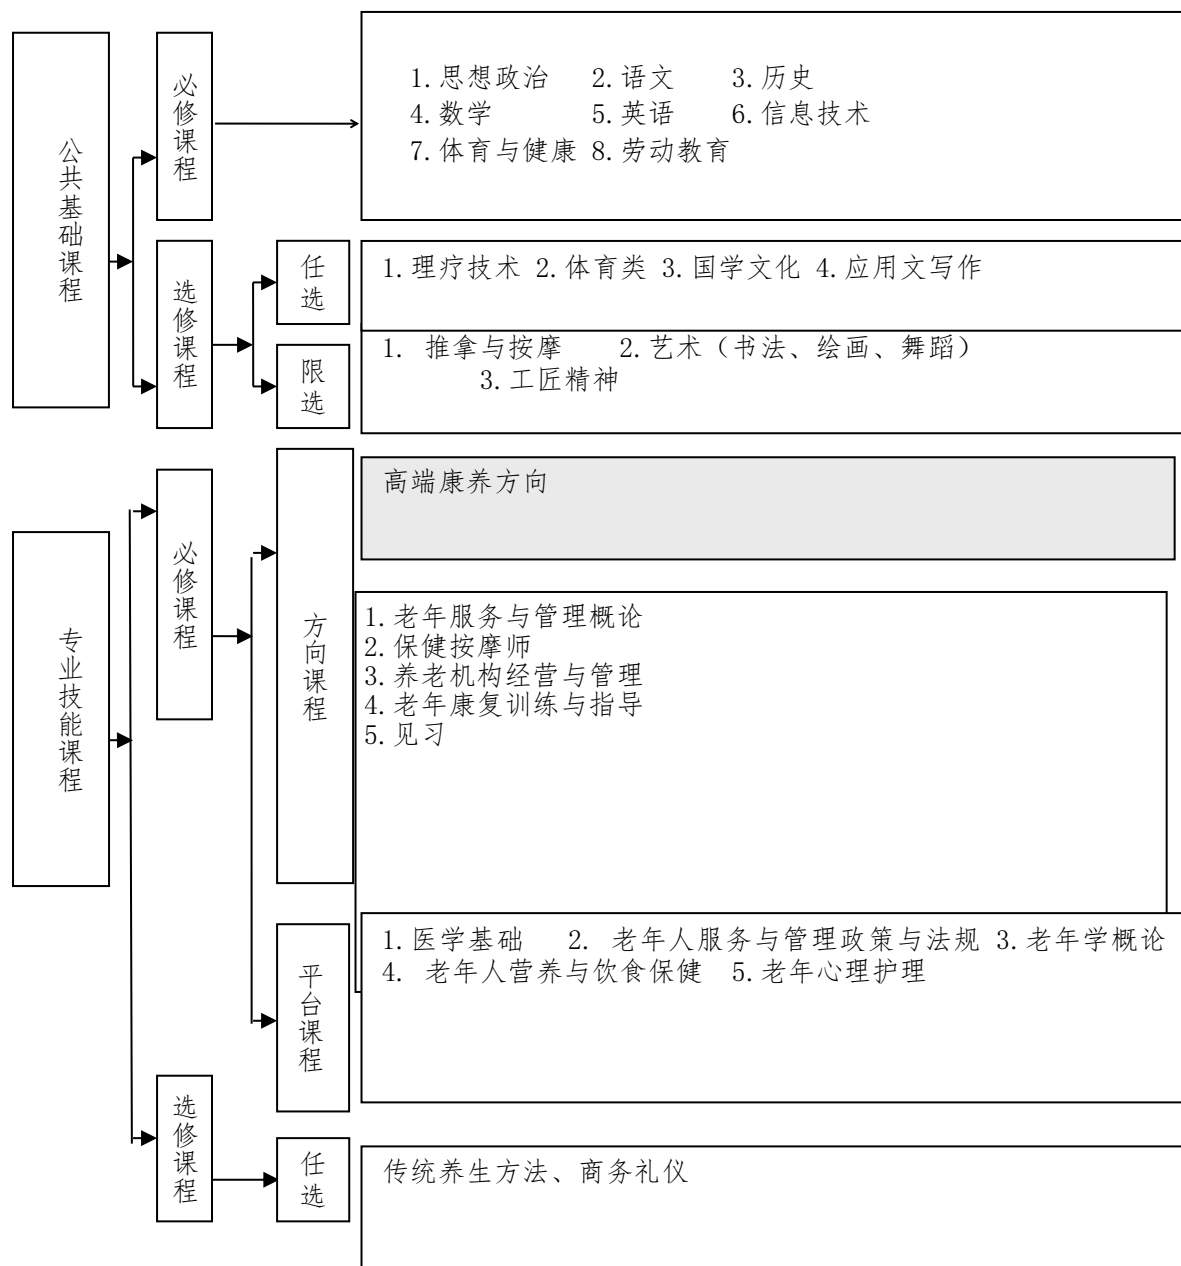 公共基础课程
必修课程
1.思想政治 2.语文 3.历史
4.数学 5.英语 6.信息技术
7.体育与健康 8.劳动教育
选修课程
任选
1.理疗技术 2.体育类 3.国学文化 4.应用文写作
限选
1. 推拿与按摩 2.艺术（书法、绘画、舞蹈）
3.工匠精神
专业技能课程
必修课程
方向课程
高端康养方向
1.老年服务与管理概论
2.保健按摩师
3.养老机构经营与管理
4.老年康复训练与指导
5.见习
平台课程
1.医学基础 2. 老年人服务与管理政策与法规 3.老年学概论
4. 老年人营养与饮食保健 5.老年心理护理
选修课程
任选
传统养生方法、商务礼仪